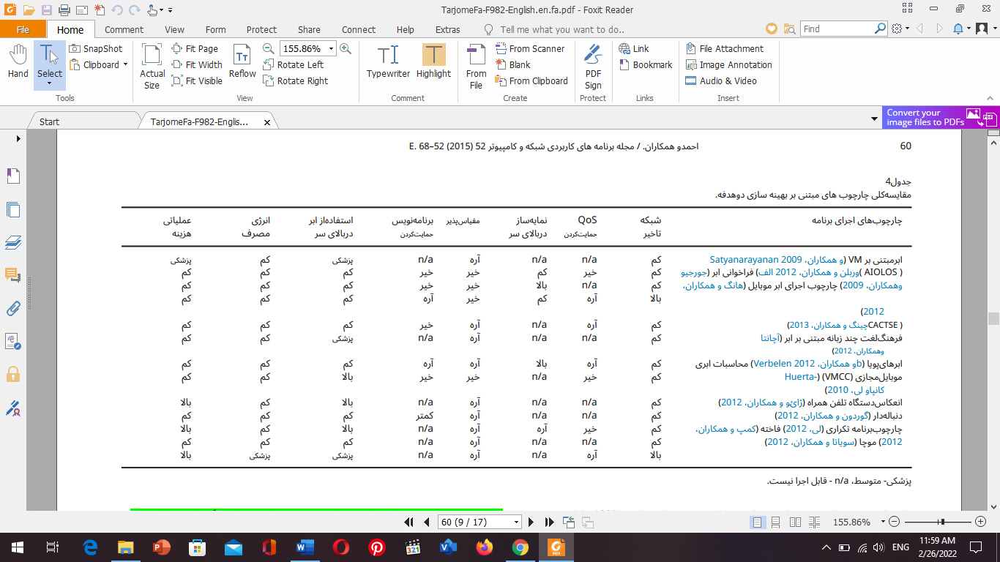 TarjomeFa-F982-English.en.fa.pdf - Foxit Reader
File Home Comment View Form Protect Share Connect Help Extras Tell me what you want to do.. Find
Hand Select SnapShot Clipboard Actual Size Fit Page Fit Width Fit Visible Reflow 155.86% Rotate Left Rotate Right Typewriter Highlight From File From Scanner Blank From Clipboard PDF Sign Link Bookmark File Attachment Image Annotation Audio & Video
Tools View Comment Create Protect Links Insert
Start TarjomeFa-F982-Englis... Convert your
image files to PDFs
60 احمدو همکاران. / مجله برنامه های کاربردی شبکه و کامپیوتر 52 (2015) 52–68 .E
جدول4
مقایسه‌کلی چارچوب های مبتنی بر بهینه سازی دوهدفه.
چارچوب‌های اجرای برنامه شبکه QoS نمایه‌ساز مقیاس‌پذیر برنامه‌نویس استفاده‌از ابر انرژی عملیاتی
تاخیر حمایت‌کردن دربالای سر حمایت‌کردن دربالای سر مصرف هزینه
ابرمبتنی بر VM (و همکاران، 2009 Satyanarayanan کم n/a n/a آره n/a پزشکی کم پزشکی
( AIOLOS )وربلن و همکاران، 2012 الف) فراخوانی ابر (جورجیو کم خیر کم خیر خیر کم کم کم
وهمکاران، 2009) چارچوب اجرای ابر موبایل (هانگ و همکاران، کم n/a بالا خیر خیر کم کم کم
بالا آره کم خیر آره کم کم کم
2012)
( CACTSEچینگ و همکاران، 2013) کم آره n/a آره خیر کم کم کم
فرهنگ‌لغت چند زبانه مبتنی بر ابر (آچانتا کم n/a n/a آره n/a پزشکی کم کم
وهمکاران، 2012)
ابرهای‌پویا (bو همکاران، 2012 Verbelen) محاسبات ابری کم آره بالا آره آره کم کم کم
موبایل‌مجازی (VMCC) (-Huerta کم خیر n/a خیر خیر بالا کم کم
کانپاو لی، 2010)
انعکاس‌دستگاه تلفن همراه (ژائو و همکاران، 2012) کم n/a n/a آره n/a بالا کم بالا
دنباله‌دار (گوردون و همکاران، 2012) کم n/a n/a آره کمتر کم کم کم
چارچوب‌برنامه تکراری (لی، 2012) فاخته (کمپ و همکاران، کم خیر آره آره n/a بالا کم بالا
2012) موچا (سویاتا و همکاران، 2012) کم n/a n/a آره n/a کم کم کم
بالا آره n/a آره n/a پزشکی پزشکی بالا
پزشکی- متوسط، n/a - قابل اجرا نیست.
60 (9 / 17) 155.86%
ENG 11:59 AM
2/26/2022